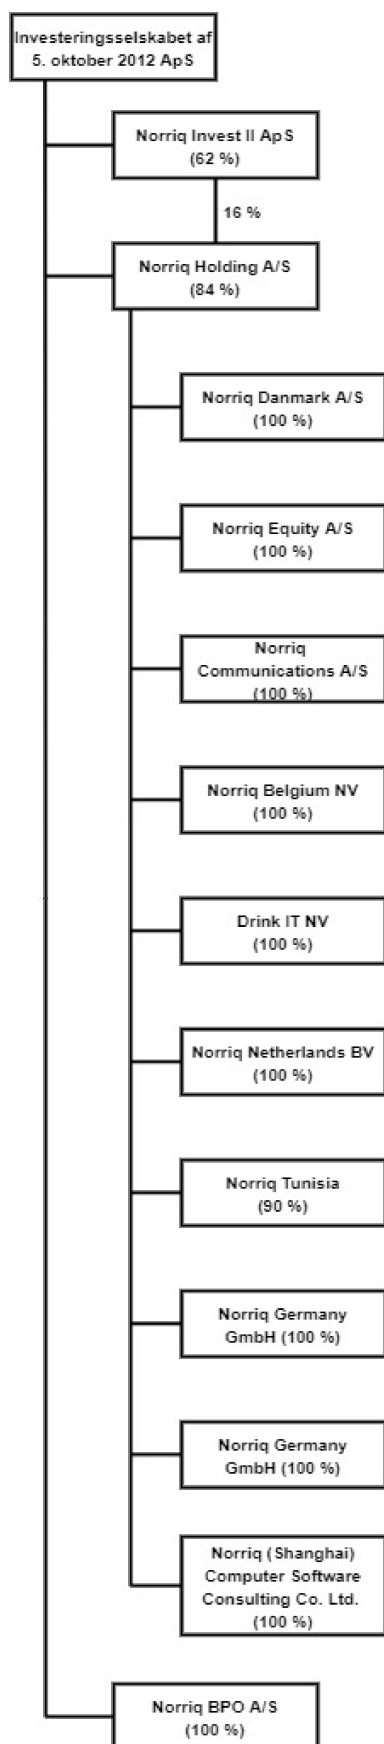 Investeringsselskabet af
5. oktober 2012 ApS
Norriq Invest II ApS
(62 %)
16 %
Norriq Holding A/S
(84 %)
Norriq Danmark A/S
(100 %)
Norriq Equity A/S
(100 %)
Norriq
Communications A/S
(100 %)
Norriq Belgium NV
(100 %)
Drink IT NV
(100 %)
Norriq Netherlands BV
(100 %)
Norriq Tunisia
(90 %)
Norriq Germany
GmbH (100 %)
Norriq Germany
GmbH (100 %)
Norriq (Shanghai)
Computer Software
Consulting Co. Ltd.
(100 %)
Norriq BPO A/S
(100 %)